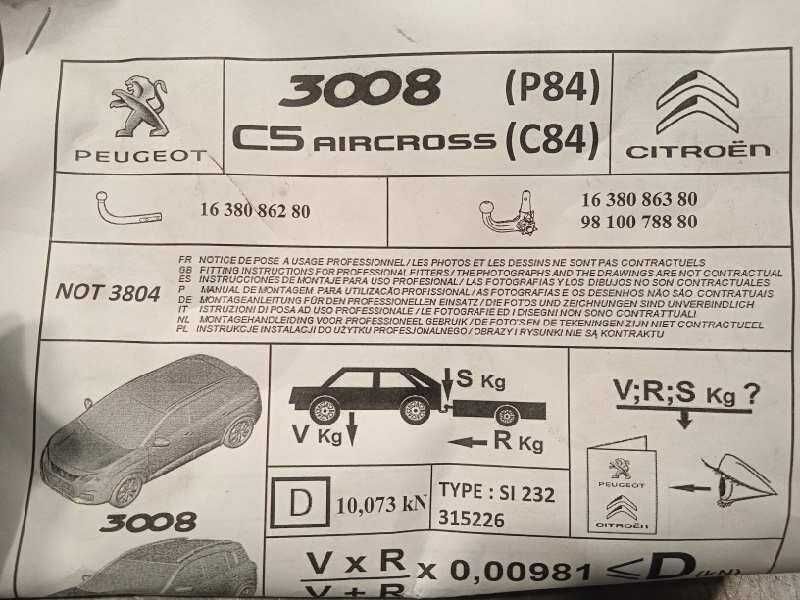 3008 (P84)
C5 AIRCROSS (C84)
PEUGEOT
CITROËN
16 380 862 80
16 380 863 80
98 100 788 80
NOT 3804
FR NOTICE DE POSE A USAGE PROFESSIONNEL / LES PHOTOS ET LES DESSINS NE SONT PAS CONTRACTUELS
GB FITTING INSTRUCTIONS FOR PROFESSIONAL FITTERS / THE PHOTOGRAPHS AND THE DRAWINGS ARE NOT CONTRACTUAL
ES INSTRUCCIONES DE MONTAJE PARA USO PROFESIONAL / LAS FOTOGRAFIAS Y LOS DIBUJOS NO SON CONTRACTUALES
P MANUAL DE MONTAGEM PARA UTILIZACÃO PROFISSIONAL / AS FOTOGRAFIAS E OS DESENHOS NÃO SÃO CONTRATUAIS
DE MONTAGEANLEITUNG FÜR DEN PROFESSIONELLEN EINSATZ / DIE FOTOS UND ZEICHNUNGEN SIND UNVERBINDLICH
IT ISTRUZIONI DI POSA AD USO PROFESSIONALE / LE FOTOGRAFIE ED I DISEGNI NON SONO CONTRATTUALI
NL MONTAGEHANDLEIDING VOOR PROFESSIONEEL GEBRUIK / DE FOTO'S EN DE TEKENINGEN ZIJN NIET CONTRACTUEEL
PL INSTRUKCJE INSTALACJI DO UŻYTKU PROFESJONALNEGO / OBRAZY I RYSUNKI NIE SĄ KONTRAKTU
3008
S Kg
V Kg
R Kg
D 10,073 kN
TYPE : SI 232
315226
V;R;S Kg ?
PEUGEOT
CITROËN
V x R x 0,00981 ≤ D (kN)
V + R